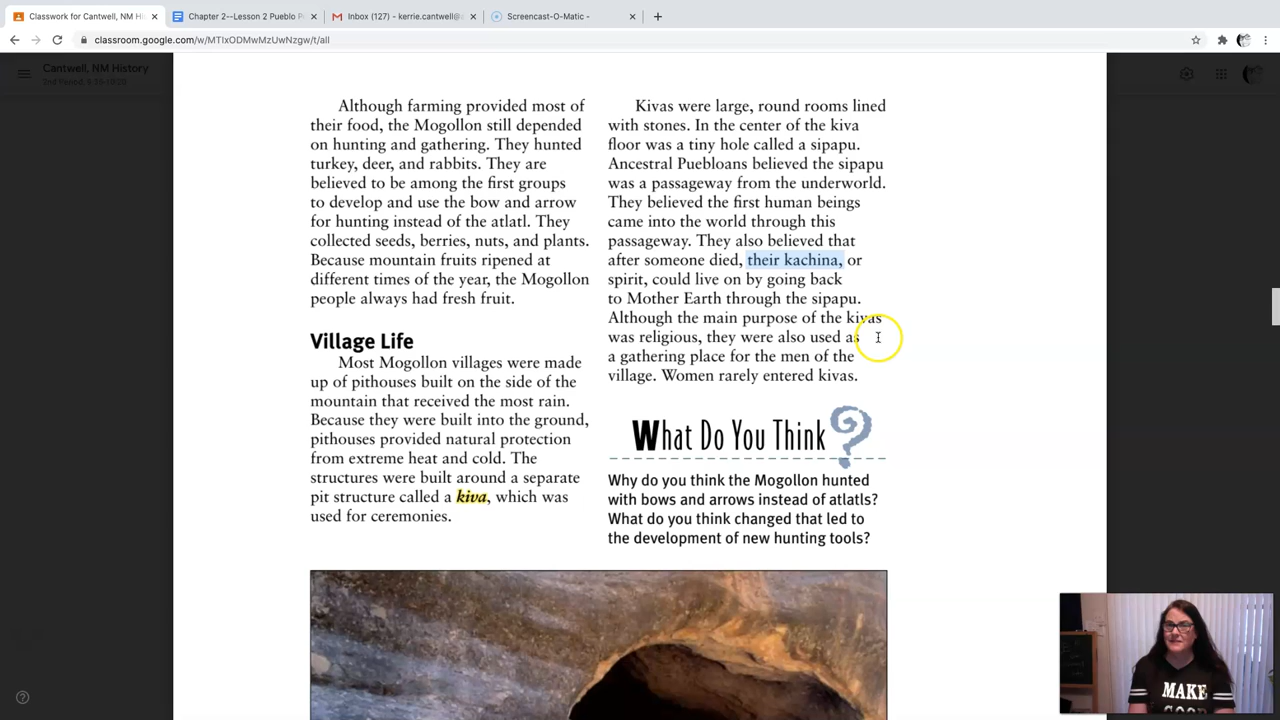 Classwork for Cantwell, NM Hi
Chapter 2--Lesson 2 Pueblo P
Inbox (127) - kerrie.cantwell@
Screencast-O-Matic -
classroom.google.com/w/MTIxODMwMzUwNzgw/t/all
Cantwell, NM History
Although farming provided most of
their food, the Mogollon still depended
on hunting and gathering. They hunted
turkey, deer, and rabbits. They are
believed to be among the first groups
to develop and use the bow and arrow
for hunting instead of the atlatl. They
collected seeds, berries, nuts, and plants.
Because mountain fruits ripened at
different times of the year, the Mogollon
people always had fresh fruit.
Village Life
Most Mogollon villages were made
up of pithouses built on the side of the
mountain that received the most rain.
Because they were built into the ground,
pithouses provided natural protection
from extreme heat and cold. The
structures were built around a separate
pit structure called a kiva, which was
used for ceremonies.
Kivas were large, round rooms lined
with stones. In the center of the kiva
floor was a tiny hole called a sipapu.
Ancestral Puebloans believed the sipapu
was a passageway from the underworld.
They believed the first human beings
came into the world through this
passageway. They also believed that
after someone died, their kachina, or
spirit, could live on by going back
to Mother Earth through the sipapu.
Although the main purpose of the kivas
was religious, they were also used as
a gathering place for the men of the
village. Women rarely entered kivas.
What Do You Think?
Why do you think the Mogollon hunted
with bows and arrows instead of atlatls?
What do you think changed that led to
the development of new hunting tools?
MAKE